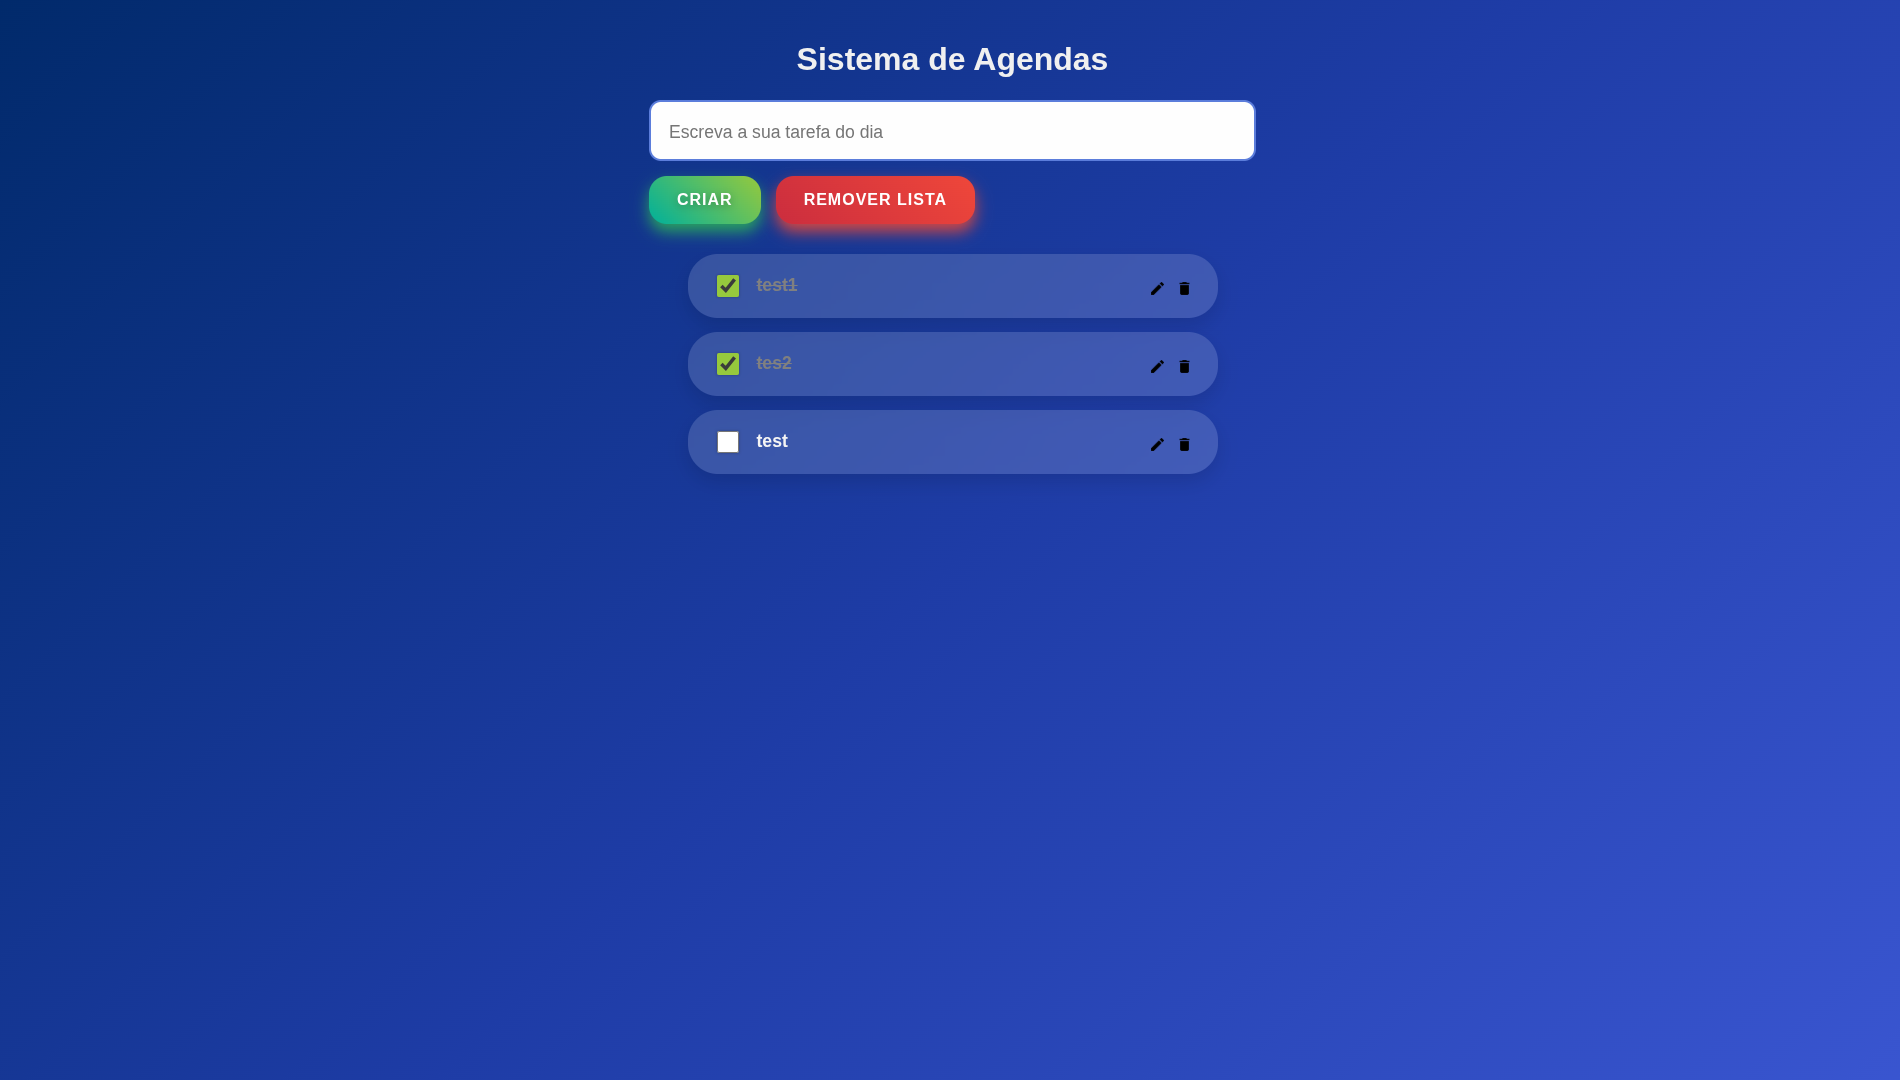 Sistema de Agendas
Escreva a sua tarefa do dia
CRIAR REMOVER LISTA
test1
tes2
test